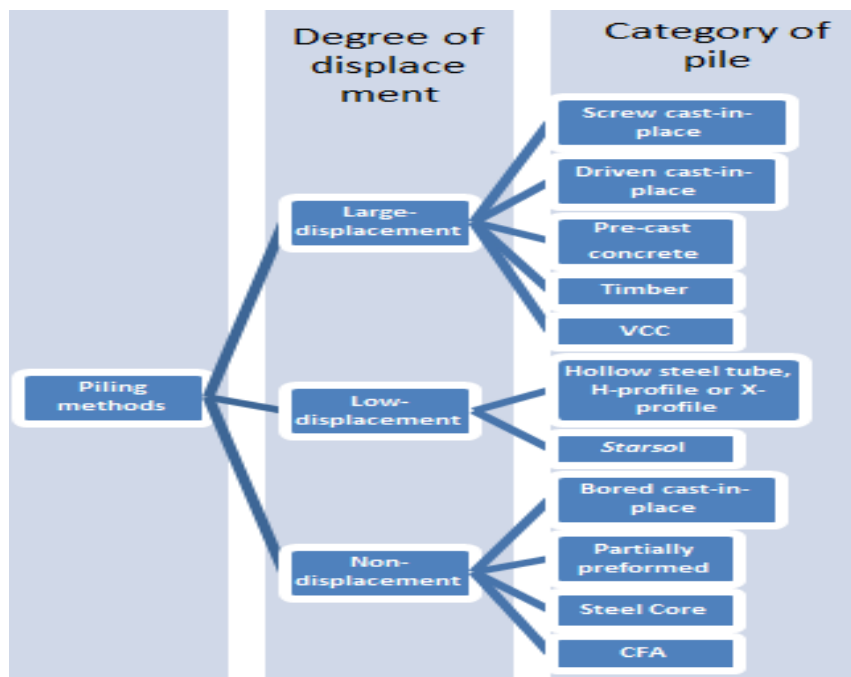 Degree of
displace
ment
Category of
pile
Piling
methods
Large-
displacement
Screw cast-in-
place
Driven cast-in-
place
Pre-cast
concrete
Timber
VCC
Low-
displacement
Hollow steel tube,
H-profile or X-
profile
Starsol
Non-
displacement
Bored cast-in-
place
Partially
preformed
Steel Core
CFA